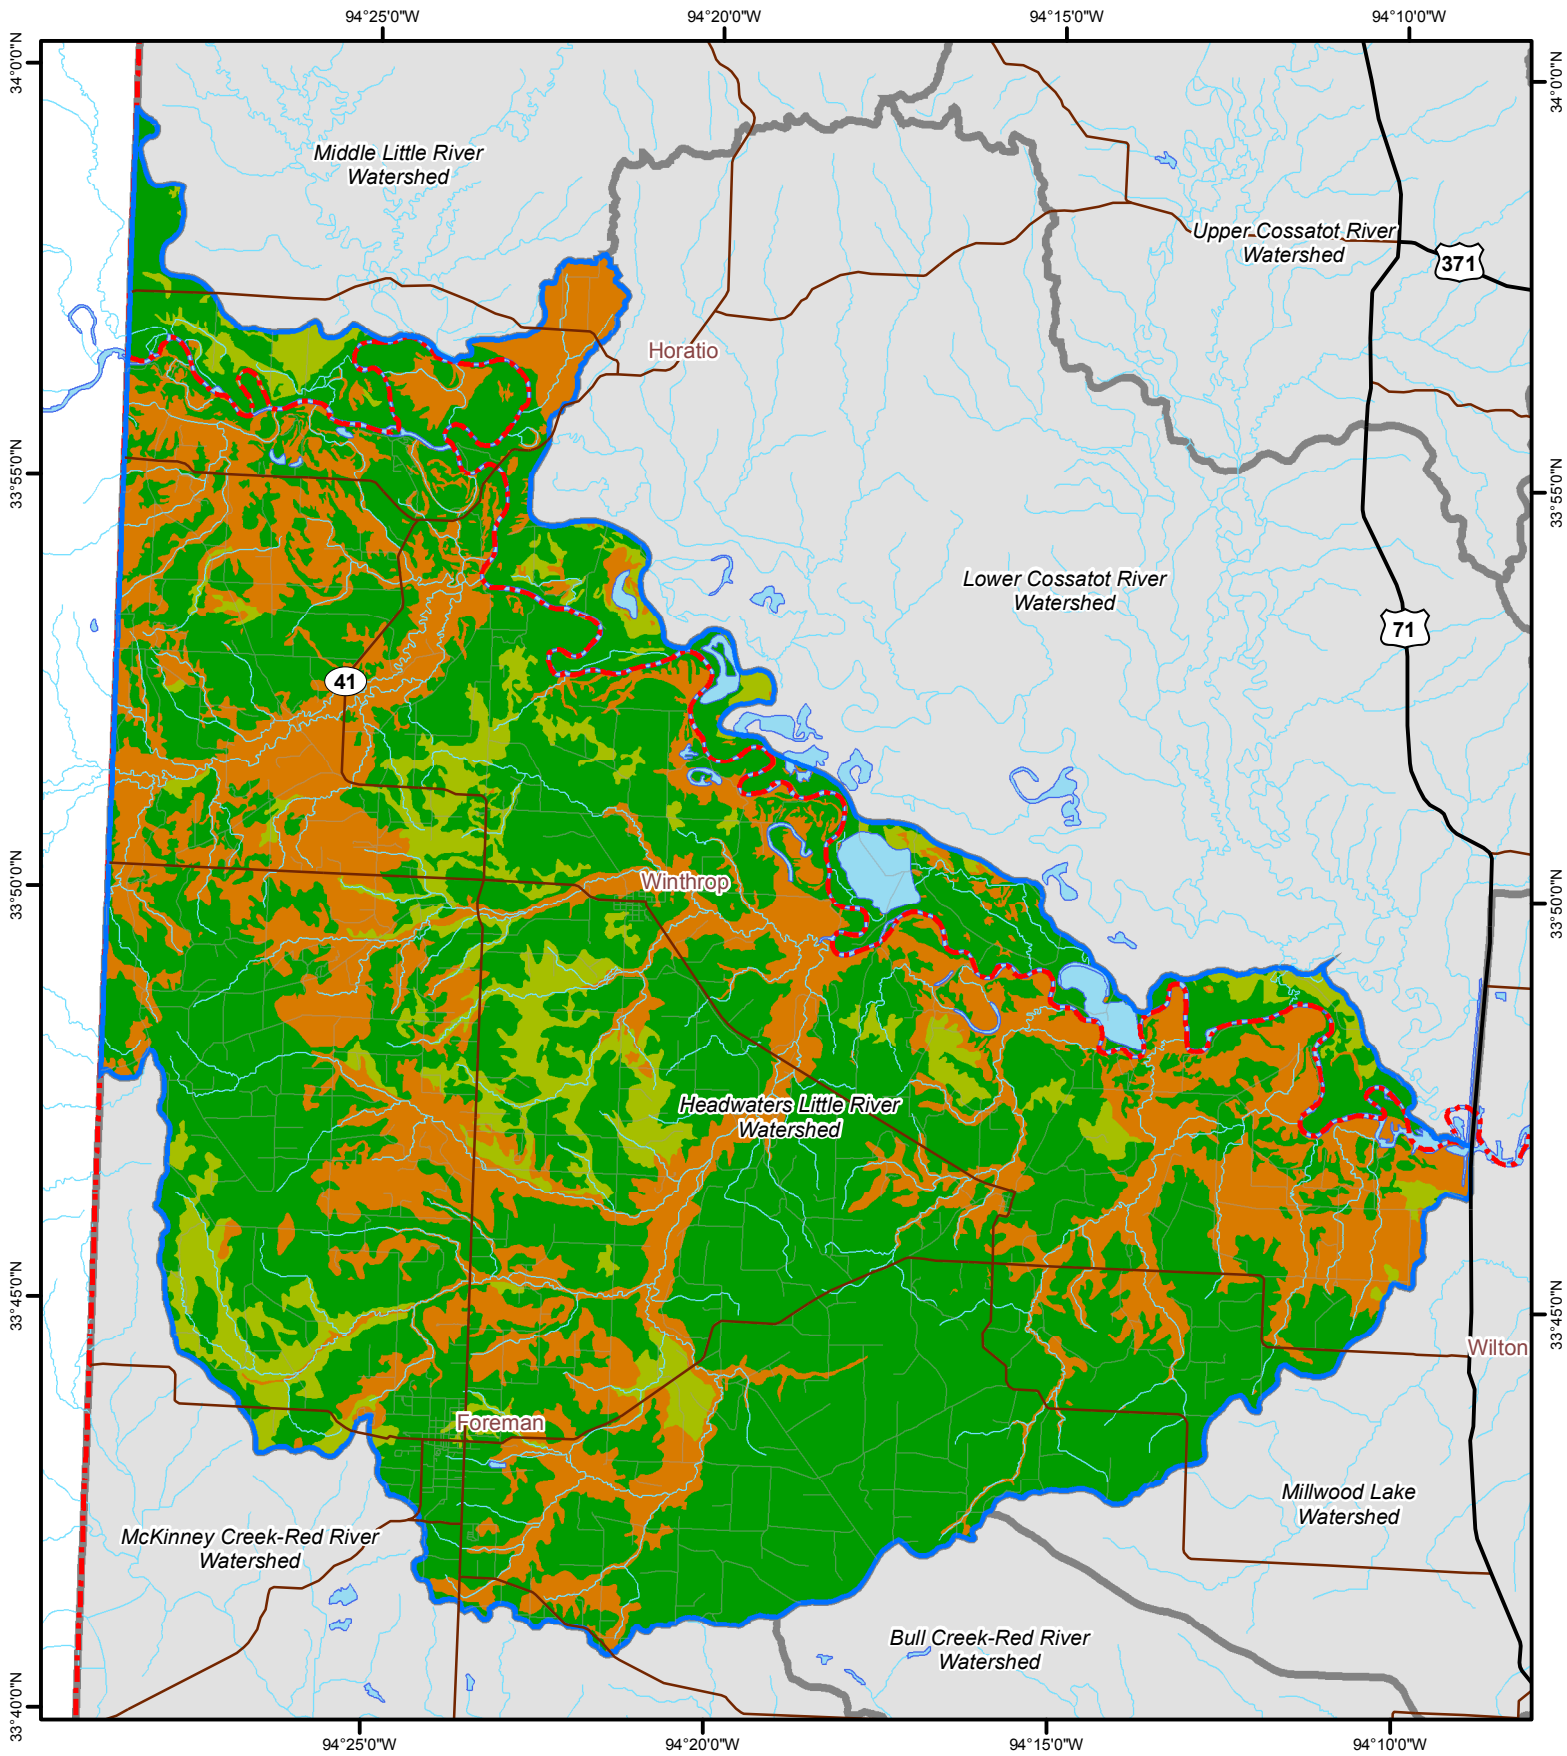 94°25'0"W
94°20'0"W
94°15'0"W
94°10'0"W
34°0'0"N
34°0'0"N
Middle Little River
Watershed
Upper Cossatot River
Watershed
371
Horatio
33°55'0"N
33°55'0"N
Lower Cossatot River
Watershed
71
41
Winthrop
33°50'0"N
33°50'0"N
Headwaters Little River
Watershed
33°45'0"N
33°45'0"N
Wilton
Foreman
Millwood Lake
Watershed
McKinney Creek-Red River
Watershed
Bull Creek-Red River
Watershed
33°40'0"N
94°25'0"W
94°20'0"W
94°15'0"W
94°10'0"W